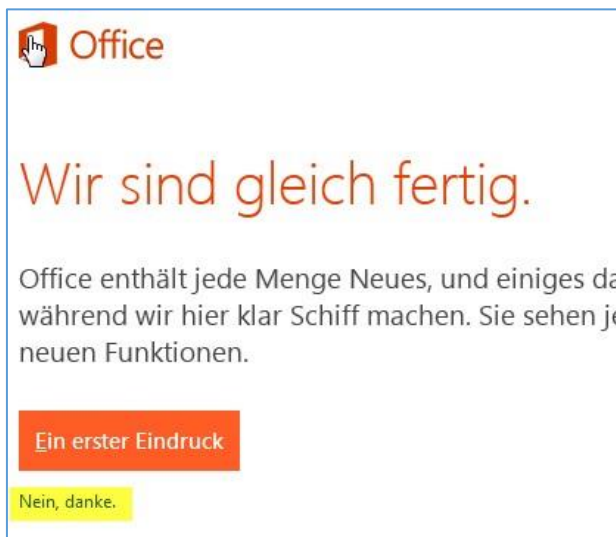 Office
Wir sind gleich fertig.
Office enthält jede Menge Neues, und einiges
während wir hier klar Schiff machen. Sie sehen
neuen Funktionen.
Ein erster Eindruck
Nein, danke.